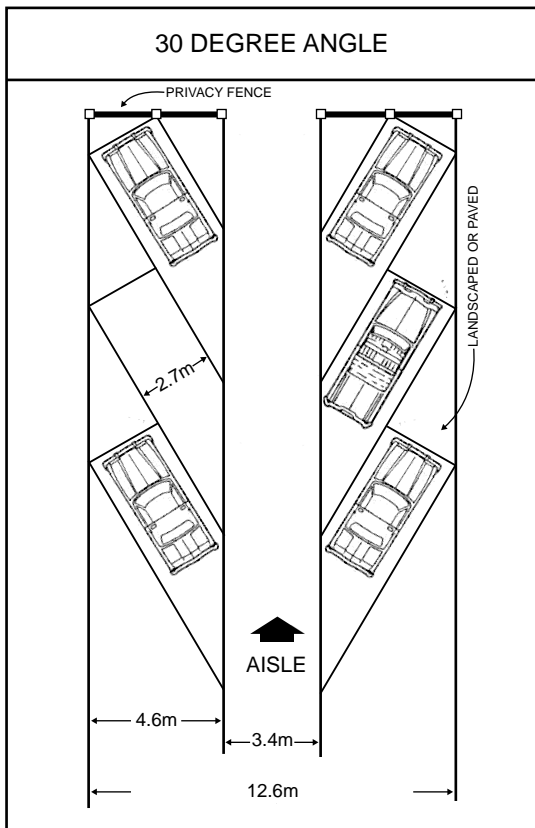 30 DEGREE ANGLE
PRIVACY FENCE
LANDSCAPED OR PAVED
2.7m
AISLE
4.6m
3.4m
12.6m